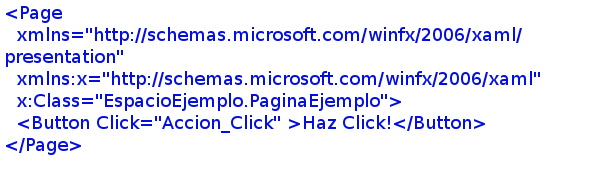 <Page
  xmlns="http://schemas.microsoft.com/winfx/2006/xaml/
presentation"
  xmlns:x="http://schemas.microsoft.com/winfx/2006/xaml"
  x:Class="EspacioEjemplo.PaginaEjemplo">
  <Button Click="Accion_Click" >Haz Click!</Button>
</Page>